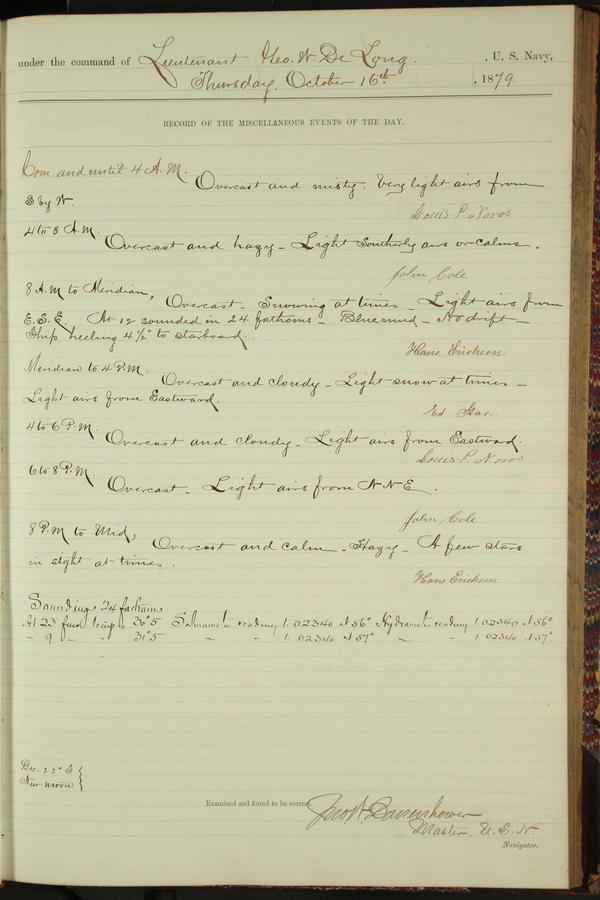 under the command of Lieutenant Geo. W. De Long. , U. S. Navy,
Thursday, October 16th , 1879.
RECORD OF THE MISCELLANEOUS EVENTS OF THE DAY.
Com. and until 4 A.M. Overcast and misty. Very light airs from
S by W.
Louis P. Noros
4 to 8 A.M. Overcast and hazy - Light Southerly airs or calms.
John Cole
8 A.M to Meridian, Overcast - Snowing at times - Light airs from
E.S.E. At 12 sounded in 24 fathoms - Blue mud - No drift -
Ship heeling 4½° to starboard.
Hans Erichsen
Meridian to 4 P.M. Overcast and cloudy - Light snow at times -
Light airs from Eastward.
Ed. Star.
4 to 6 P.M. Overcast and cloudy - Light airs from Eastward.
Louis P. Noros
6 to 8 P.M. Overcast - Light airs from N N E.
John Cole
8 P.M to Mid, Overcast and calm - Hazy - A few stars
in sight at times.
Hans Erichsen
Soundings 24 fathoms
At 23 fms temp is 30°5 Salinometer reading 1.02340 at 56° Hydrometer reading 1.02340 at 56°
" 9 " " 31°5 " " 1.02340 at 57° " " 1.02340 at 57°
Dec. 22° E }
New moon }
Examined and found to be correct. Jno W. Danenhower
Master, U.S.N.
Navigator.